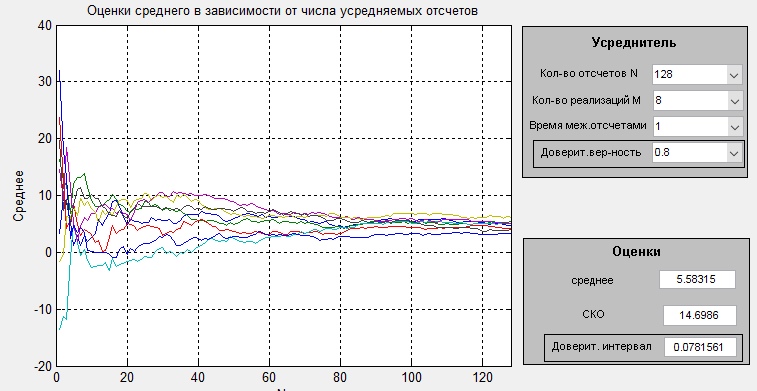 Оценки среднего в зависимости от числа усредняемых отсчетов
Среднее
40
30
20
10
0
-10
-20
0 20 40 60 80 100 120
Усреднитель
Кол-во отсчетов N 128
Кол-во реализаций M 8
Время меж.отсчетами 1
Доверит.вер-ность 0.8
Оценки
среднее 5.58315
СКО 14.6986
Доверит. интервал 0.0781561